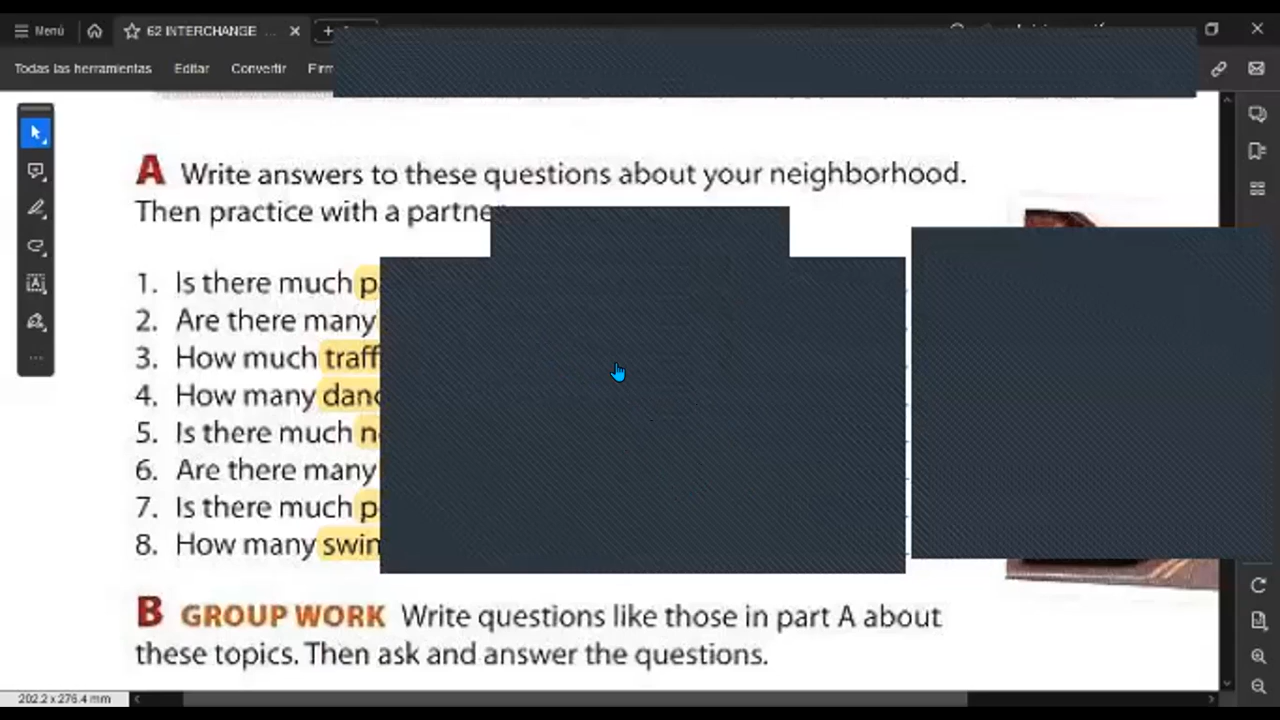 Menú 62 INTERCHANGE ...
Todas las herramientas Editar Convertir
A Write answers to these questions about your neighborhood.
Then practice with a
1. Is there much
2. Are there many
3. How much
4. How many
5. Is there much
6. Are there many
7. Is there much
8. How many
B GROUP WORK Write questions like those in part A about
these topics. Then ask and answer the questions.
202.2 x 276.4 mm